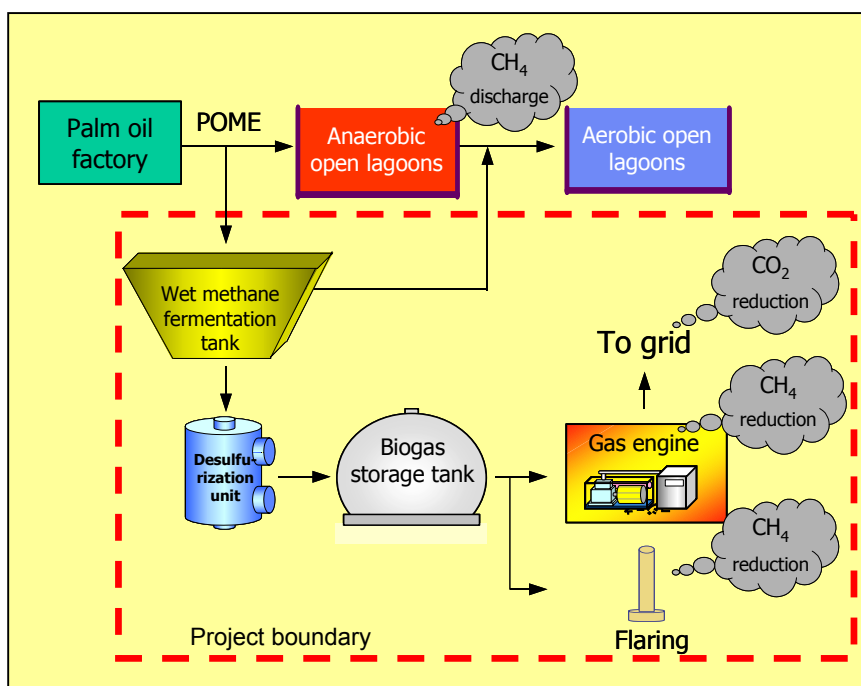 CH₄
discharge
Palm oil
factory
POME
Anaerobic
open lagoons
Aerobic open
lagoons
Wet methane
fermentation
tank
CO₂
reduction
To grid
CH₄
reduction
Gas engine
Desulfu-
rization
unit
Biogas
storage tank
CH₄
reduction
Flaring
Project boundary